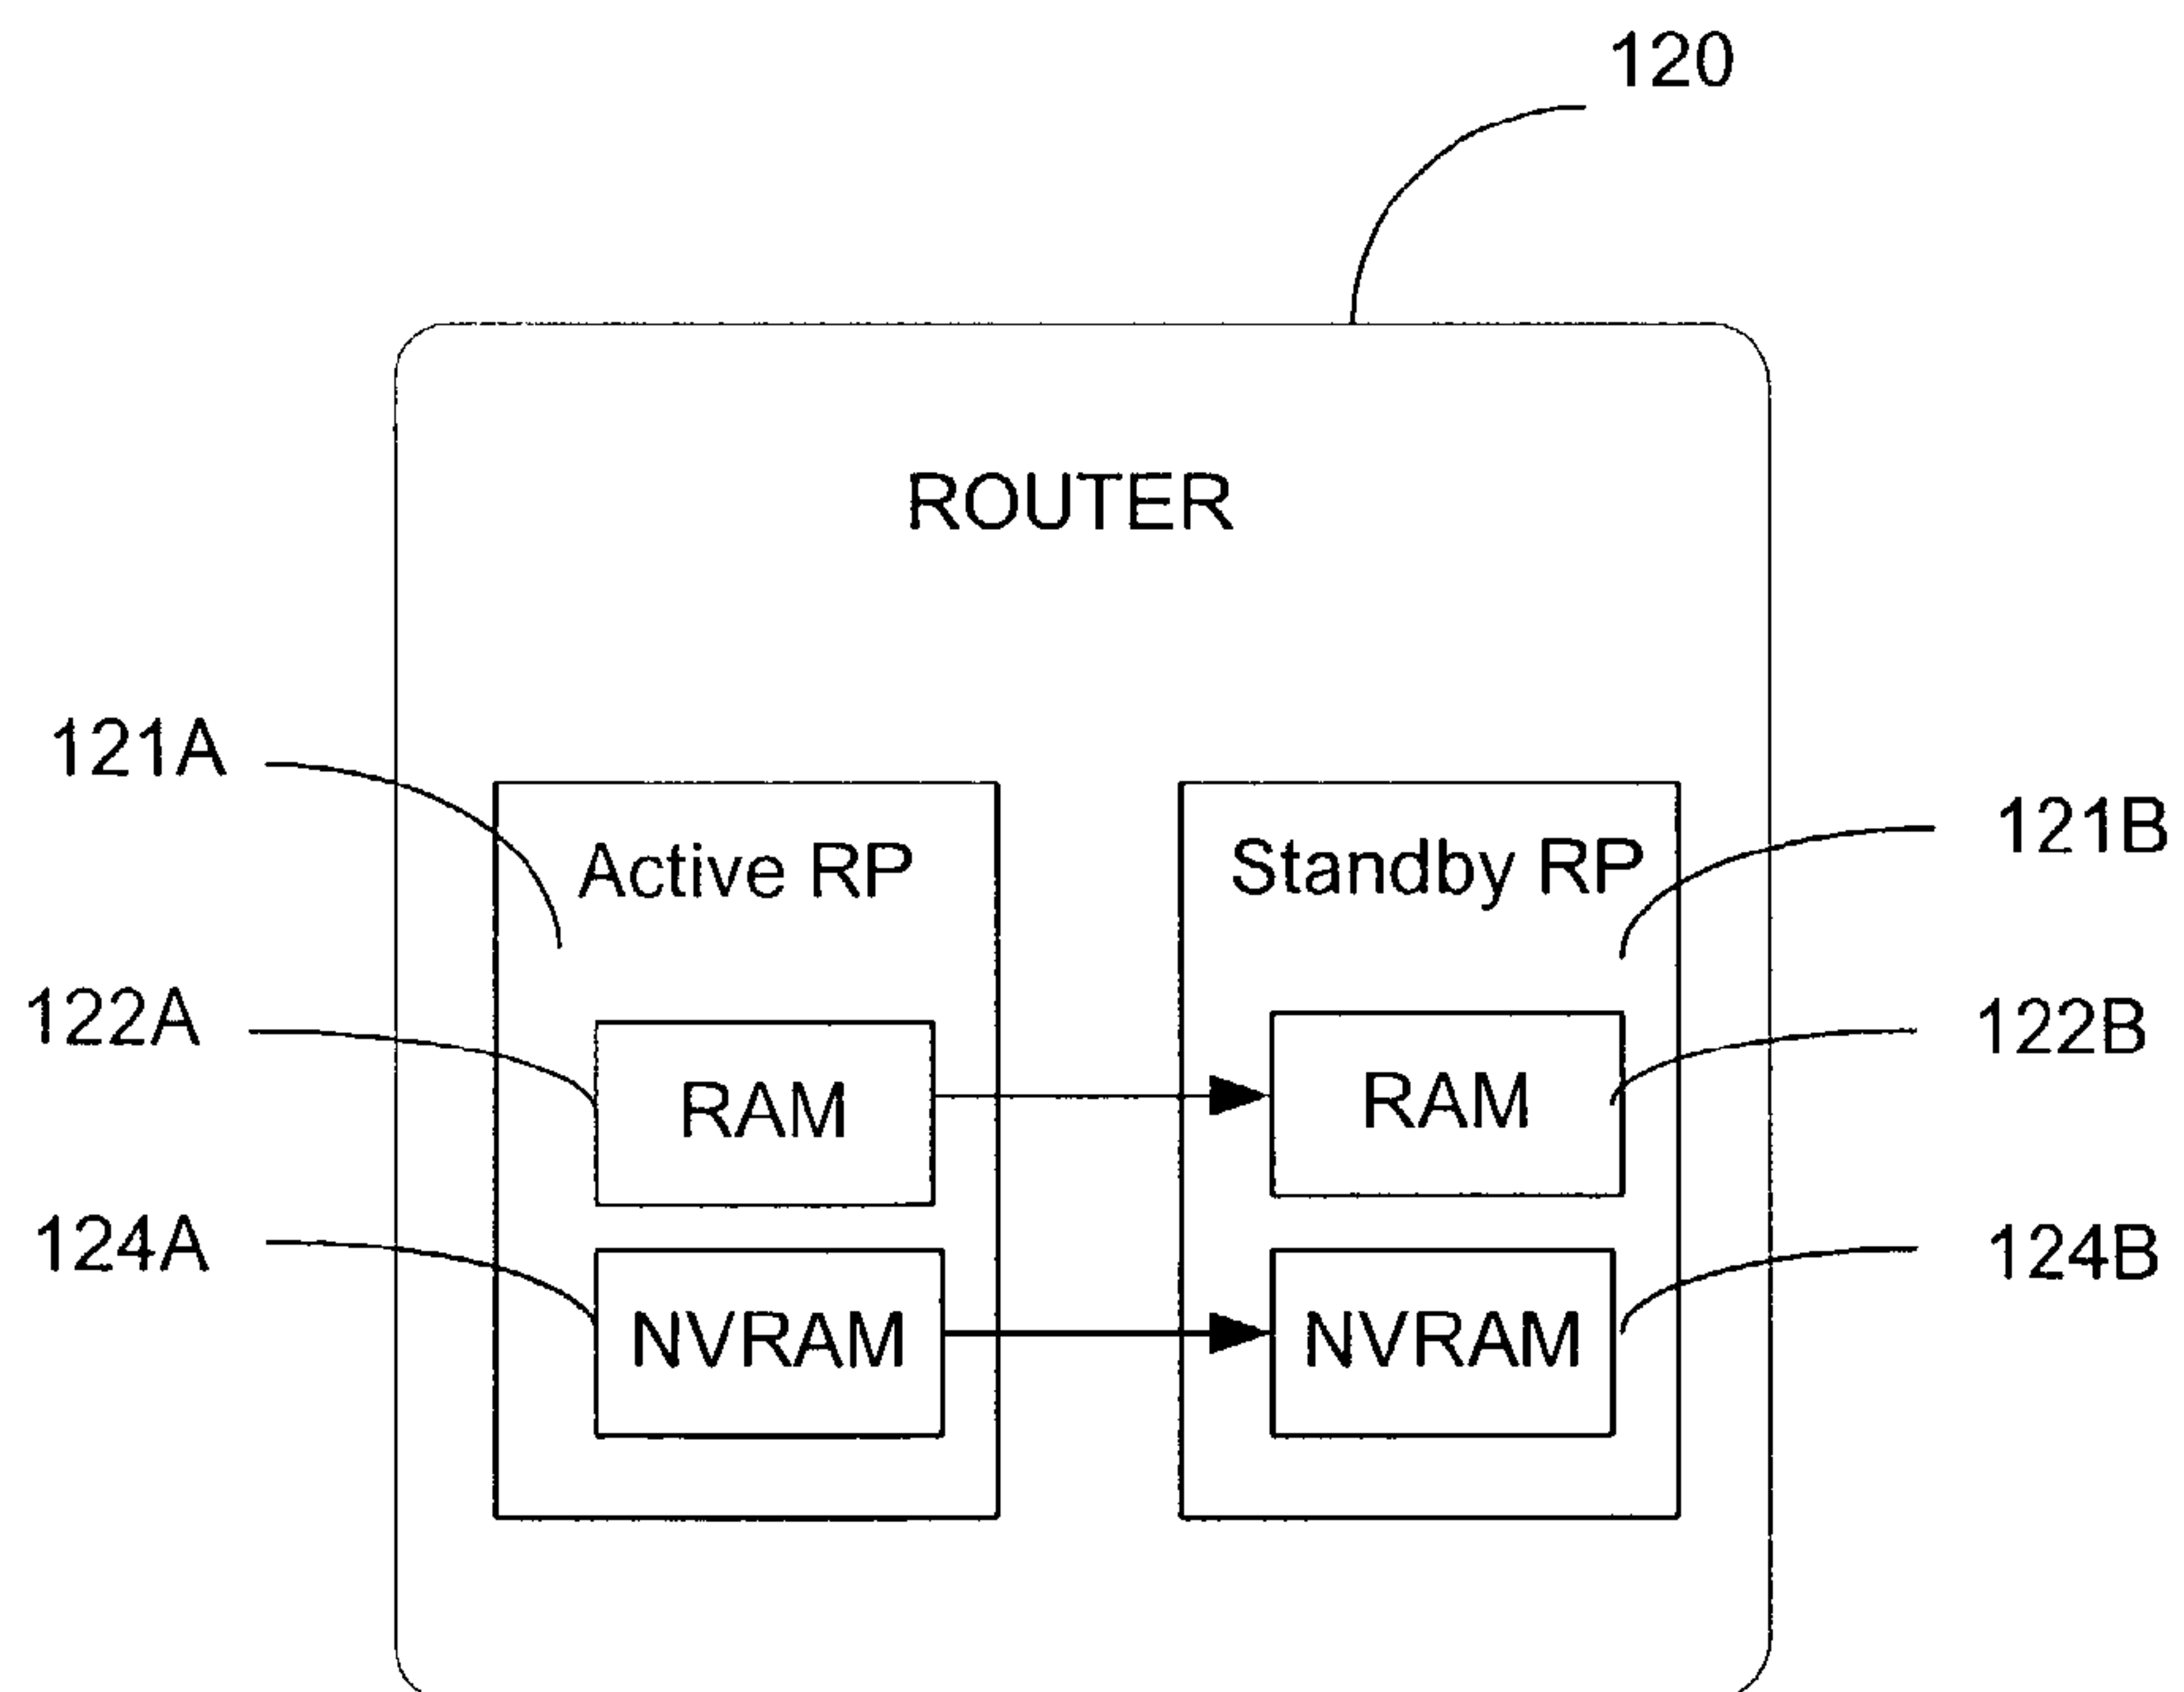 120
ROUTER
121A
Active RP
Standby RP
121B
122A
RAM
RAM
122B
124A
NVRAM
NVRAM
124B